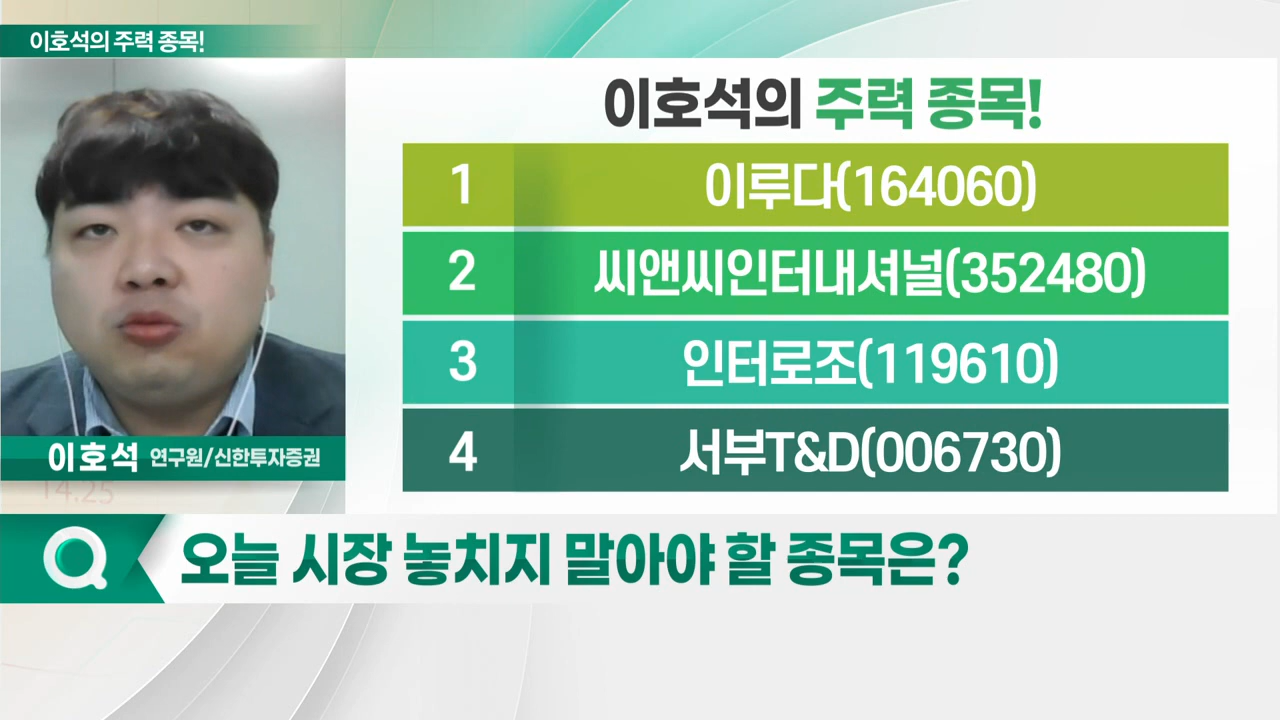 이호석의 주력 종목!
이호석의 주력 종목!
1 이루다(164060)
2 씨앤씨인터내셔널(352480)
3 인터로조(119610)
4 서부T&D(006730)
이호석 연구원/신한투자증권
14.25
Q 오늘 시장 놓치지 말아야 할 종목은?